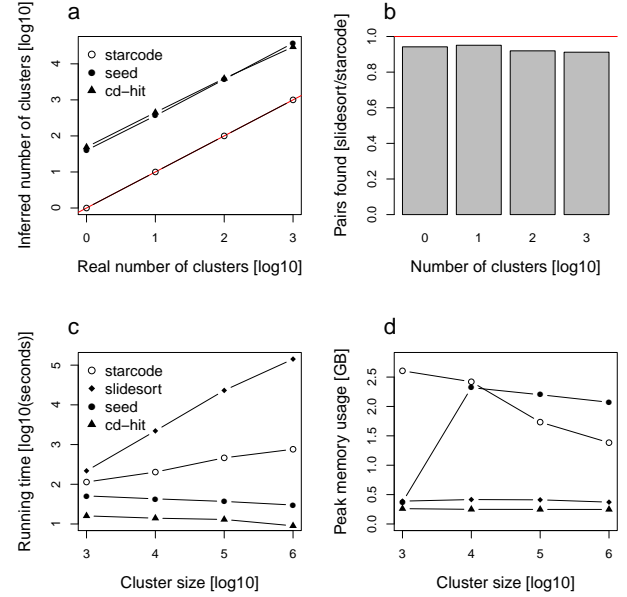 a
Inferred number of clusters [log10]
4
3
2
1
0
starcode
seed
cd−hit
0 1 2 3
Real number of clusters [log10]
b
Pairs found [slidesort/starcode]
1.0
0.8
0.6
0.4
0.2
0.0
0 1 2 3
Number of clusters [log10]
c
Running time [log10(seconds)]
5
4
3
2
1
starcode
slidesort
seed
cd−hit
3 4 5 6
Cluster size [log10]
d
Peak memory usage [GB]
2.5
2.0
1.5
1.0
0.5
0.0
3 4 5 6
Cluster size [log10]